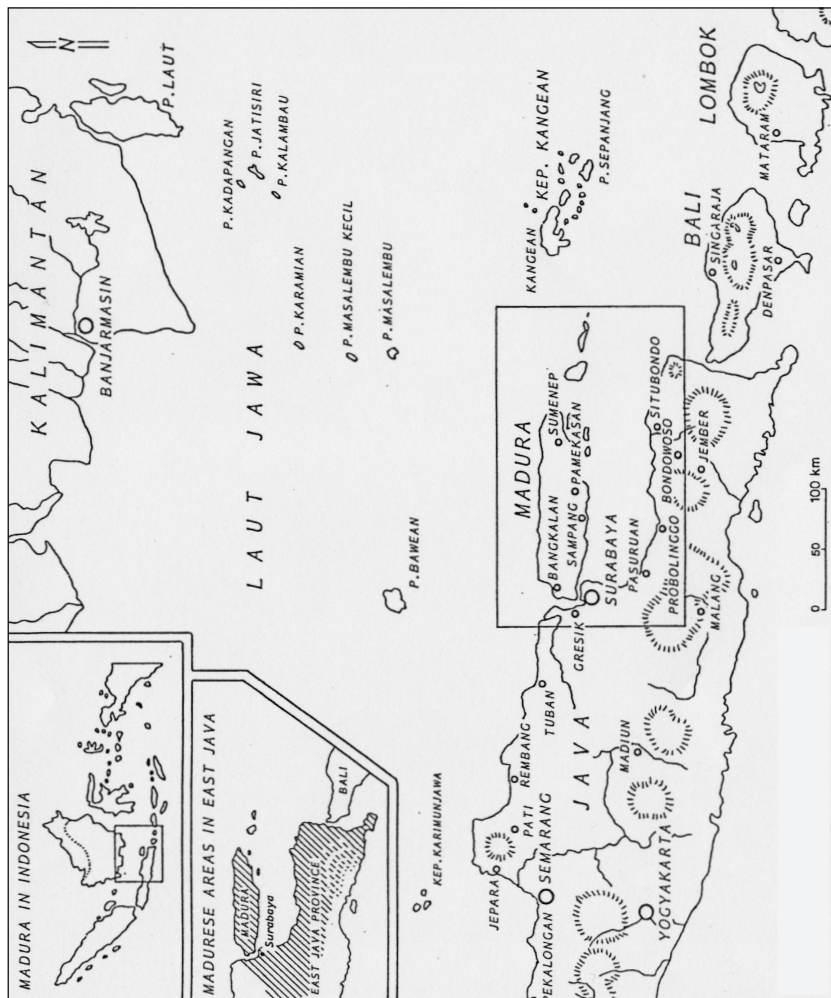 N
KALIMANTAN
BANJARMASIN
P. LAUT
P. KADAPANGAN
P. JATISIRI
P. KALAMBAU
P. KARAMIAN
P. MASALEMBU KECIL
P. MASALEMBU
LAUT JAWA
P. BAWEAN
KEP. KARIMUNJAWA
KANGEAN
KEP. KANGEAN
P. SEPANJANG
MADURA
BANGKALAN
SAMPANG
PAMEKASAN
SUMENEP
GRESIK
SURABAYA
PASURUAN
PROBOLINGGO
BONDOWOSO
SITUBONDO
JEMBER
MALANG
BALI
SINGARAJA
DENPASAR
LOMBOK
MATARAM
JAVA
TUBAN
REMBANG
PATI
JEPARA
SEMARANG
PEKALONGAN
MADIUN
YOGYAKARTA
0 50 100 km
MADURA IN INDONESIA
MADURESE AREAS IN EAST JAVA
MADURA
Surabaya
EAST JAVA PROVINCE
BALI